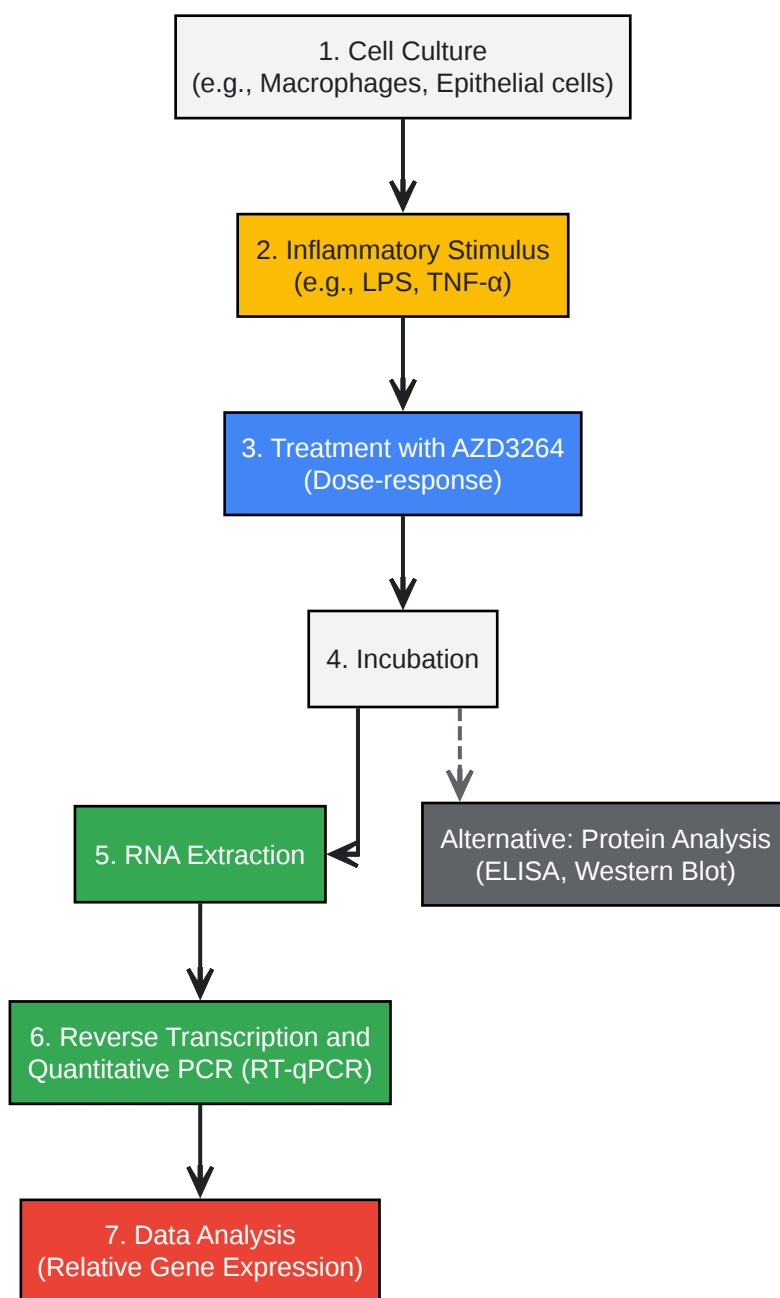 1. Cell Culture
(e.g., Macrophages, Epithelial cells)
2. Inflammatory Stimulus
(e.g., LPS, TNF-α)
3. Treatment with AZD3264
(Dose-response)
4. Incubation
5. RNA Extraction
Alternative: Protein Analysis
(ELISA, Western Blot)
6. Reverse Transcription and
Quantitative PCR (RT-qPCR)
7. Data Analysis
(Relative Gene Expression)